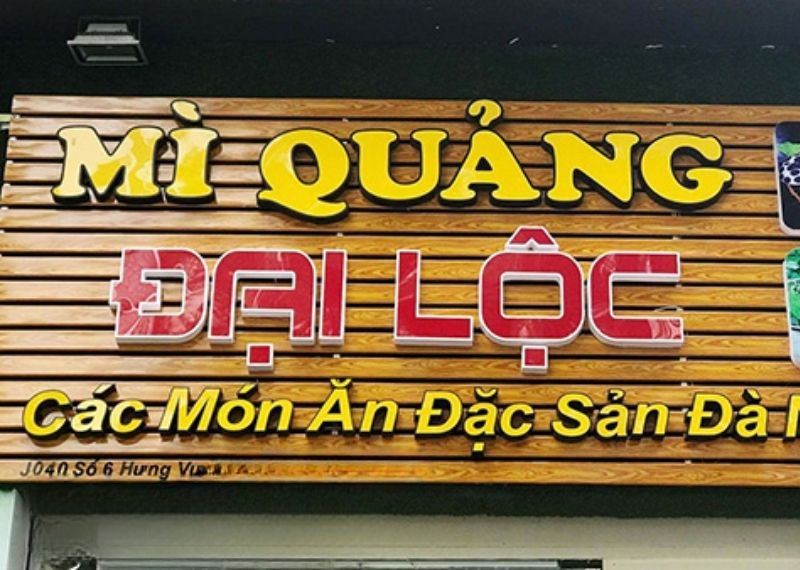 MÌ QUẢNG
ĐẠI LỘC
Các Món Ăn Đặc Sản Đà
J040 Số 6 Hưng